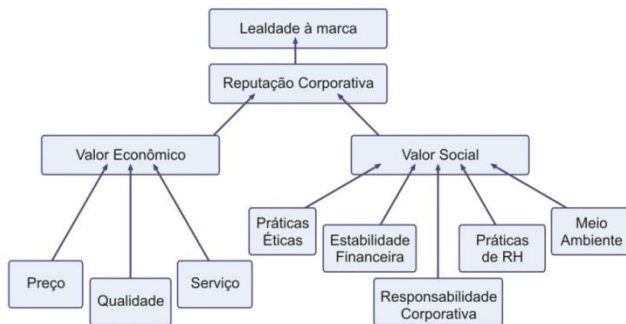 Lealdade à marca
Reputação Corporativa
Valor Econômico
Valor Social
Práticas
Éticas
Estabilidade
Financeira
Práticas
de RH
Meio
Ambiente
Preço
Qualidade
Serviço
Responsabilidade
Corporativa